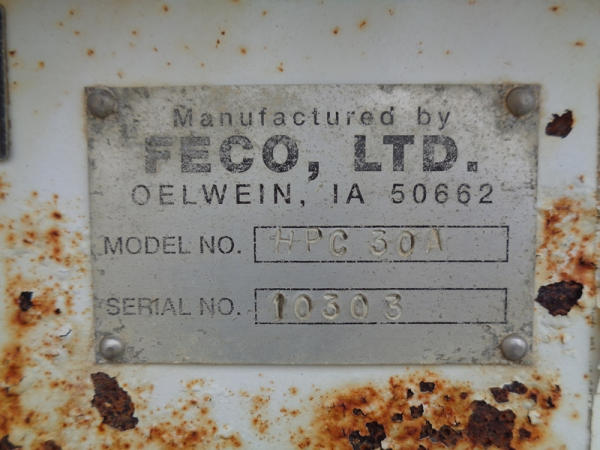 Manufactured by
FECO, LTD.
OELWEIN, IA 50662
MODEL NO. HPC 30A
SERIAL NO. 10303